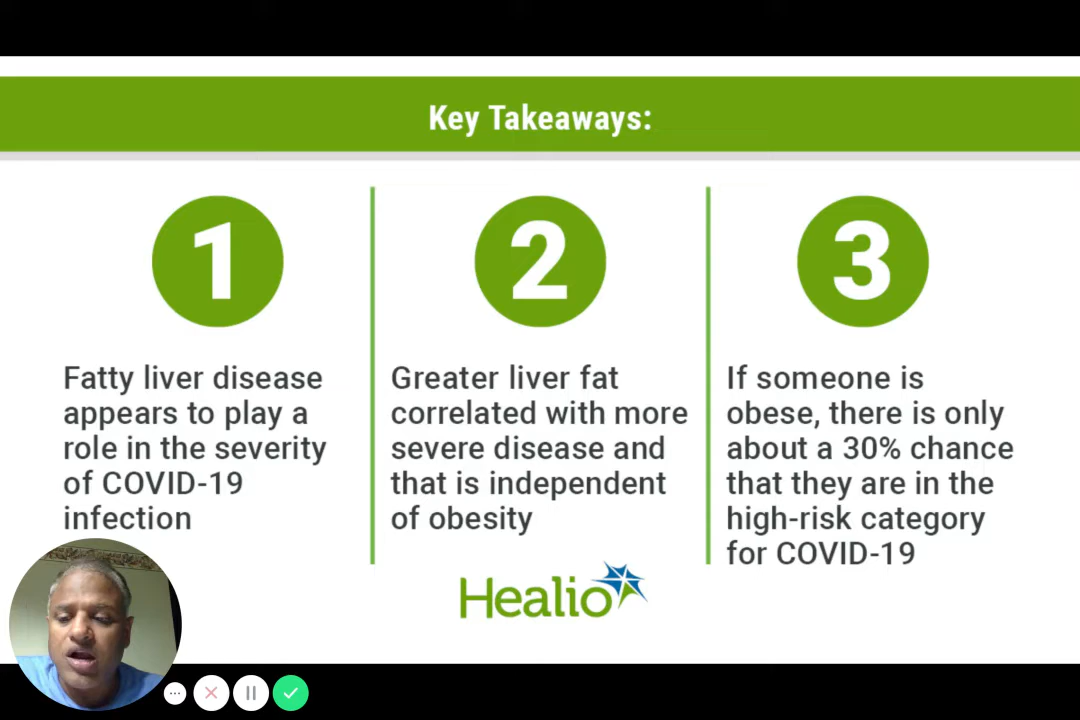 Key Takeaways:
1
Fatty liver disease
appears to play a
role in the severity
of COVID-19
infection
2
Greater liver fat
correlated with more
severe disease and
that is independent
of obesity
3
If someone is
obese, there is only
about a 30% chance
that they are in the
high-risk category
for COVID-19
Healio